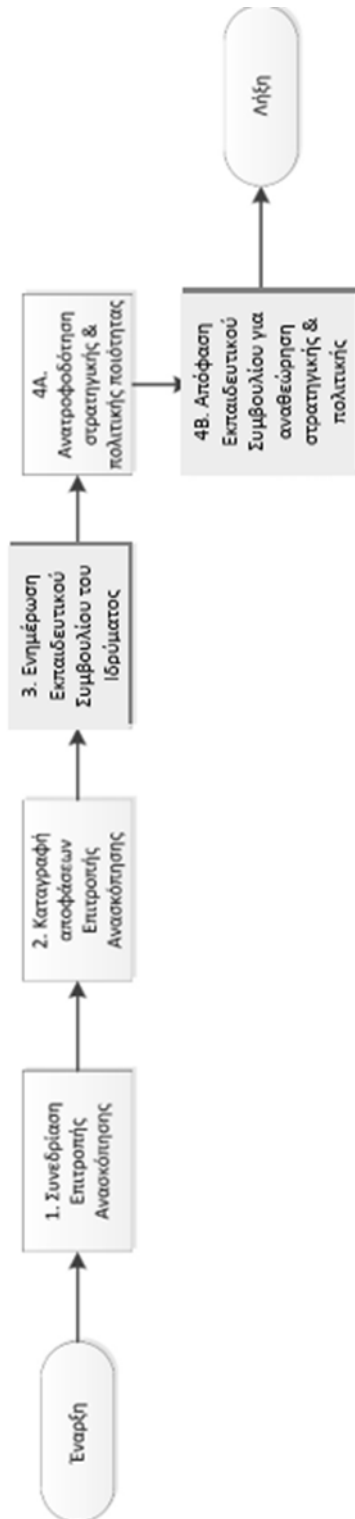 Έναρξη
1. Συνεδρίαση
Επιτροπής
Ανασκόπησης
2. Καταγραφή
αποφάσεων
Επιτροπής
Ανασκόπησης
3. Ενημέρωση
Εκπαιδευτικού
Συμβουλίου του
Ιδρύματος
4Α.
Ανατροφοδότηση
στρατηγικής &
πολιτικής ποιότητας
4Β. Απόφαση
Εκπαιδευτικού
Συμβουλίου για
αναθεώρηση
στρατηγικής &
πολιτικής
Λήξη